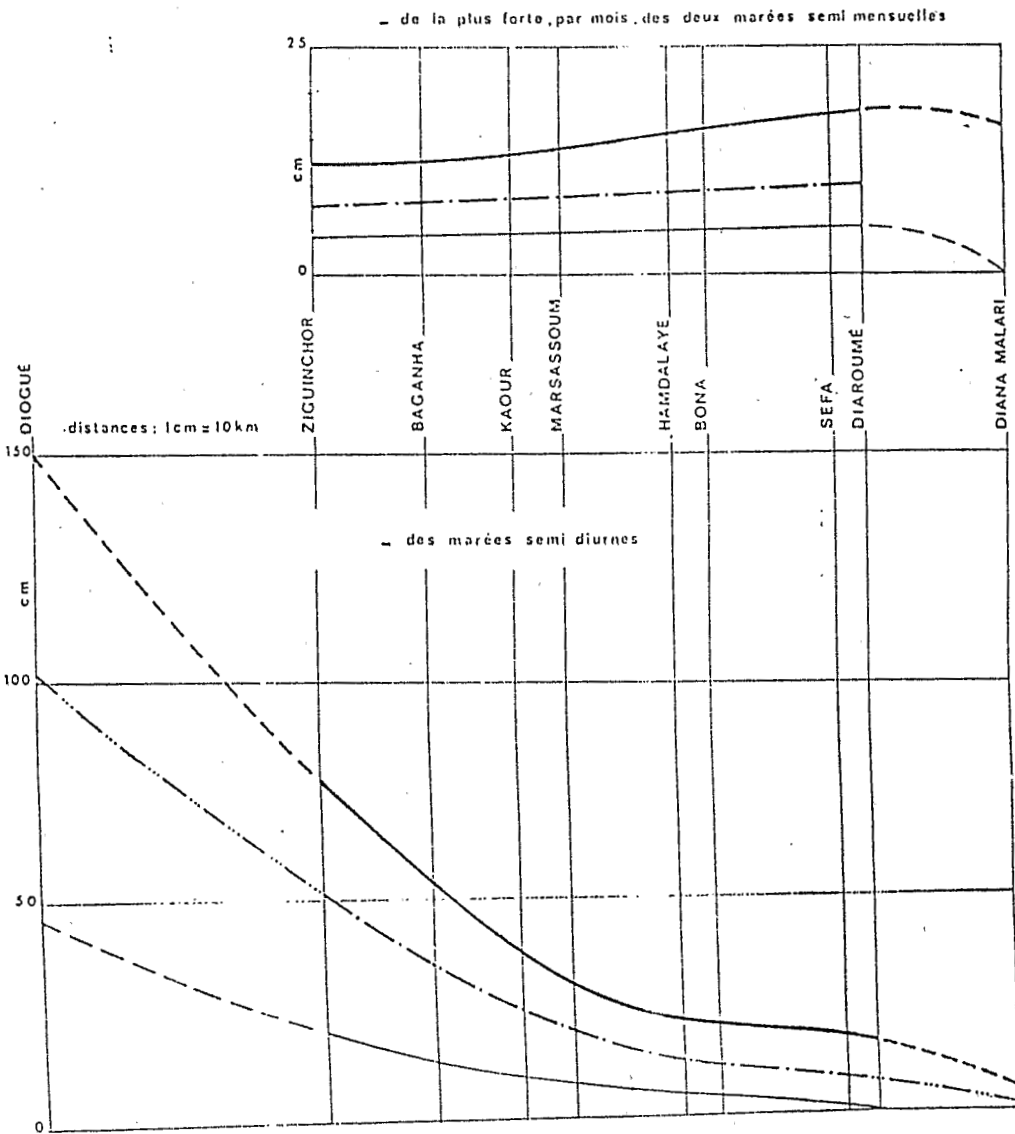 - de la plus forte, par mois, des deux marées semi mensuelles
25
cm
0
DIOGUÉ
ZIGUINCHOR
BAGANHA
KAOUR
MARSASSOUM
HAMDALAYE
BONA
SEFA
DIAROUMÉ
DIANA MALARI
distances: 1cm = 10km
150
- des marées semi diurnes
cm
100
50
0